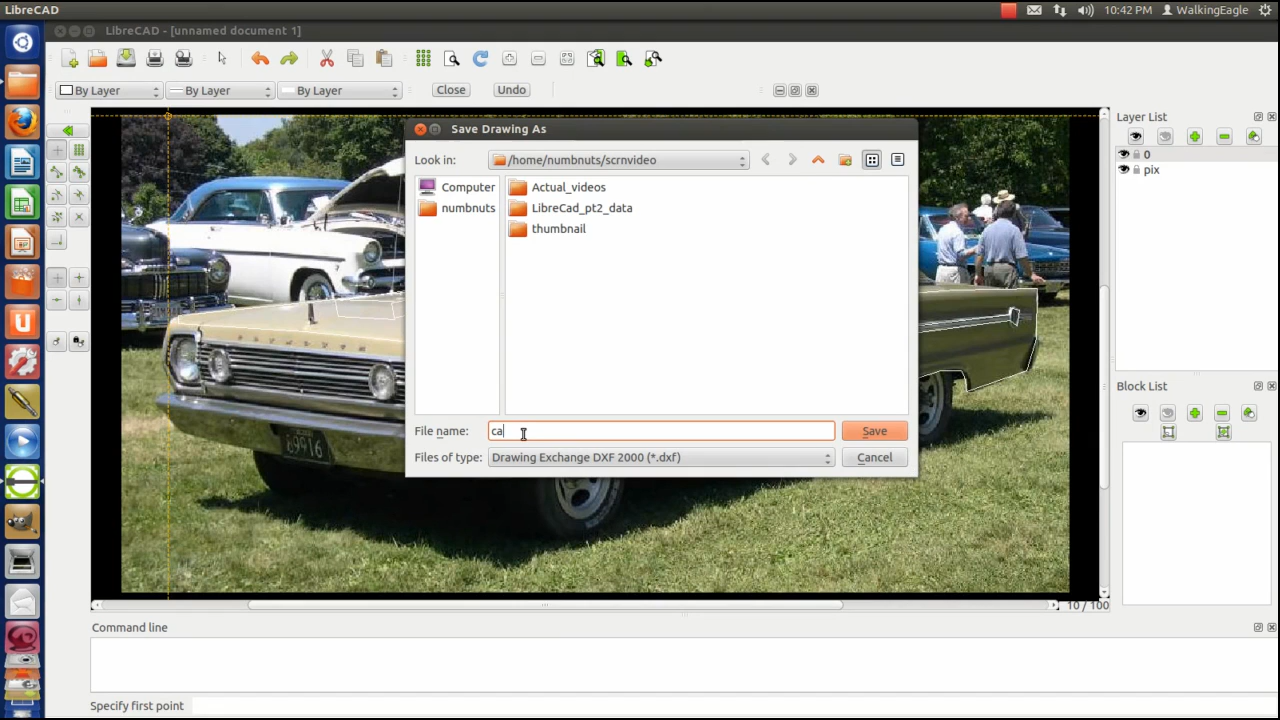 LibreCAD
10:42 PM
WalkingEagle
LibreCAD - [unnamed document 1]
By Layer
By Layer
By Layer
Close
Undo
Save Drawing As
Look in:
/home/numbnuts/scrnvideo
Computer
numbnuts
Actual_videos
LibreCad_pt2_data
thumbnail
File name:
ca
Save
Files of type:
Drawing Exchange DXF 2000 (*.dxf)
Cancel
Layer List
0
pix
Block List
10 / 100
Command line
Specify first point